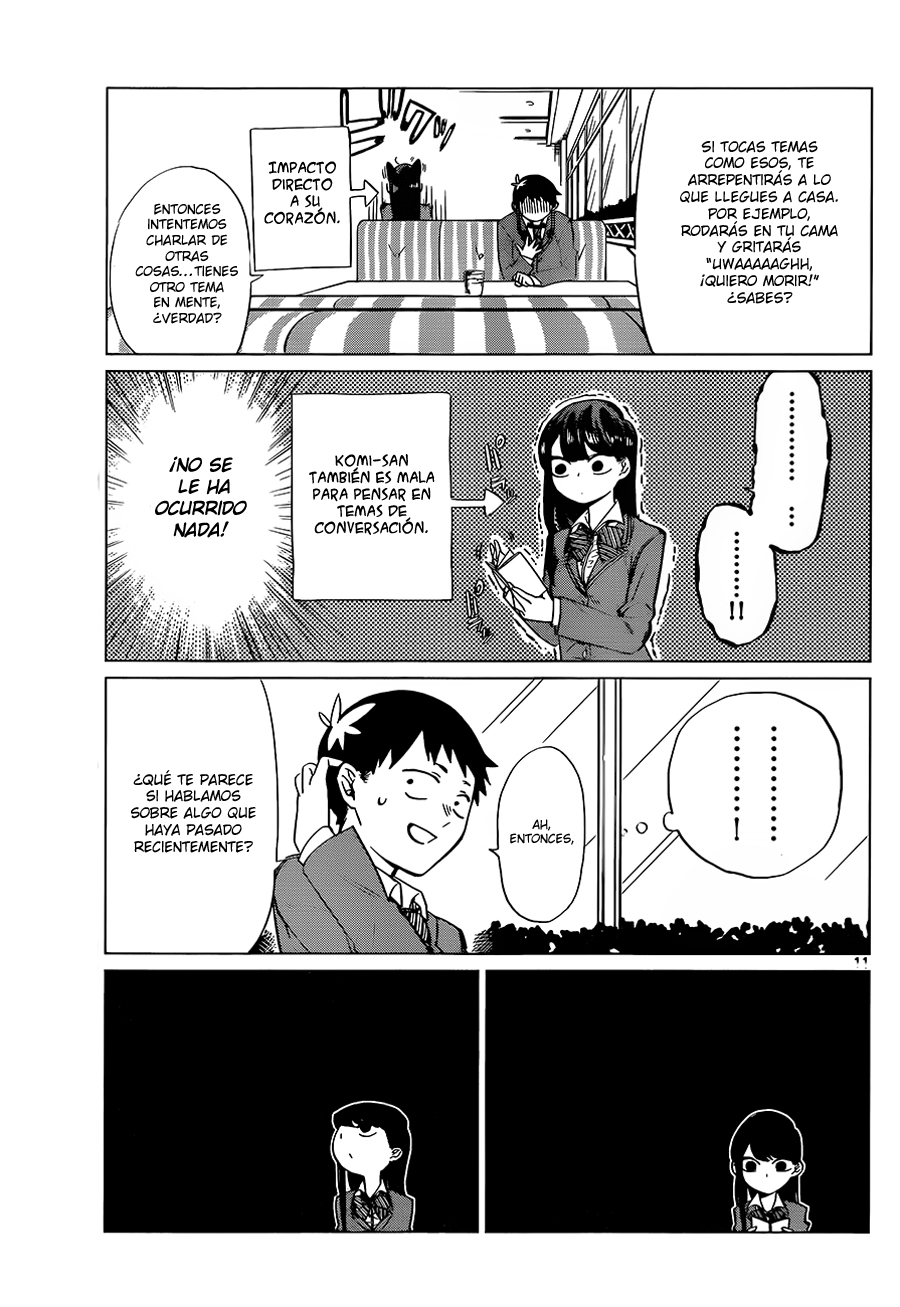 SI TOCAS TEMAS
COMO ESOS, TE
ARREPENTIRÁS A LO
QUE LLEGUES A CASA.
POR EJEMPLO,
RODARÁS EN TU CAMA
Y GRITARÁS
“UWAAAAAGHH,
¡QUIERO MORIR!”
¿SABES?
IMPACTO
DIRECTO
A SU
CORAZÓN.
ENTONCES
INTENTEMOS
CHARLAR DE
OTRAS
COSAS...TIENES
OTRO TEMA
EN MENTE,
¿VERDAD?
............
............!!
KOMI-SAN
TAMBIÉN ES MALA
PARA PENSAR EN
TEMAS DE
CONVERSACIÓN.
¡NO SE
LE HA
OCURRIDO
NADA!
............
............!
AH,
ENTONCES,
¿QUÉ TE PARECE
SI HABLAMOS
SOBRE ALGO QUE
HAYA PASADO
RECIENTEMENTE?
11